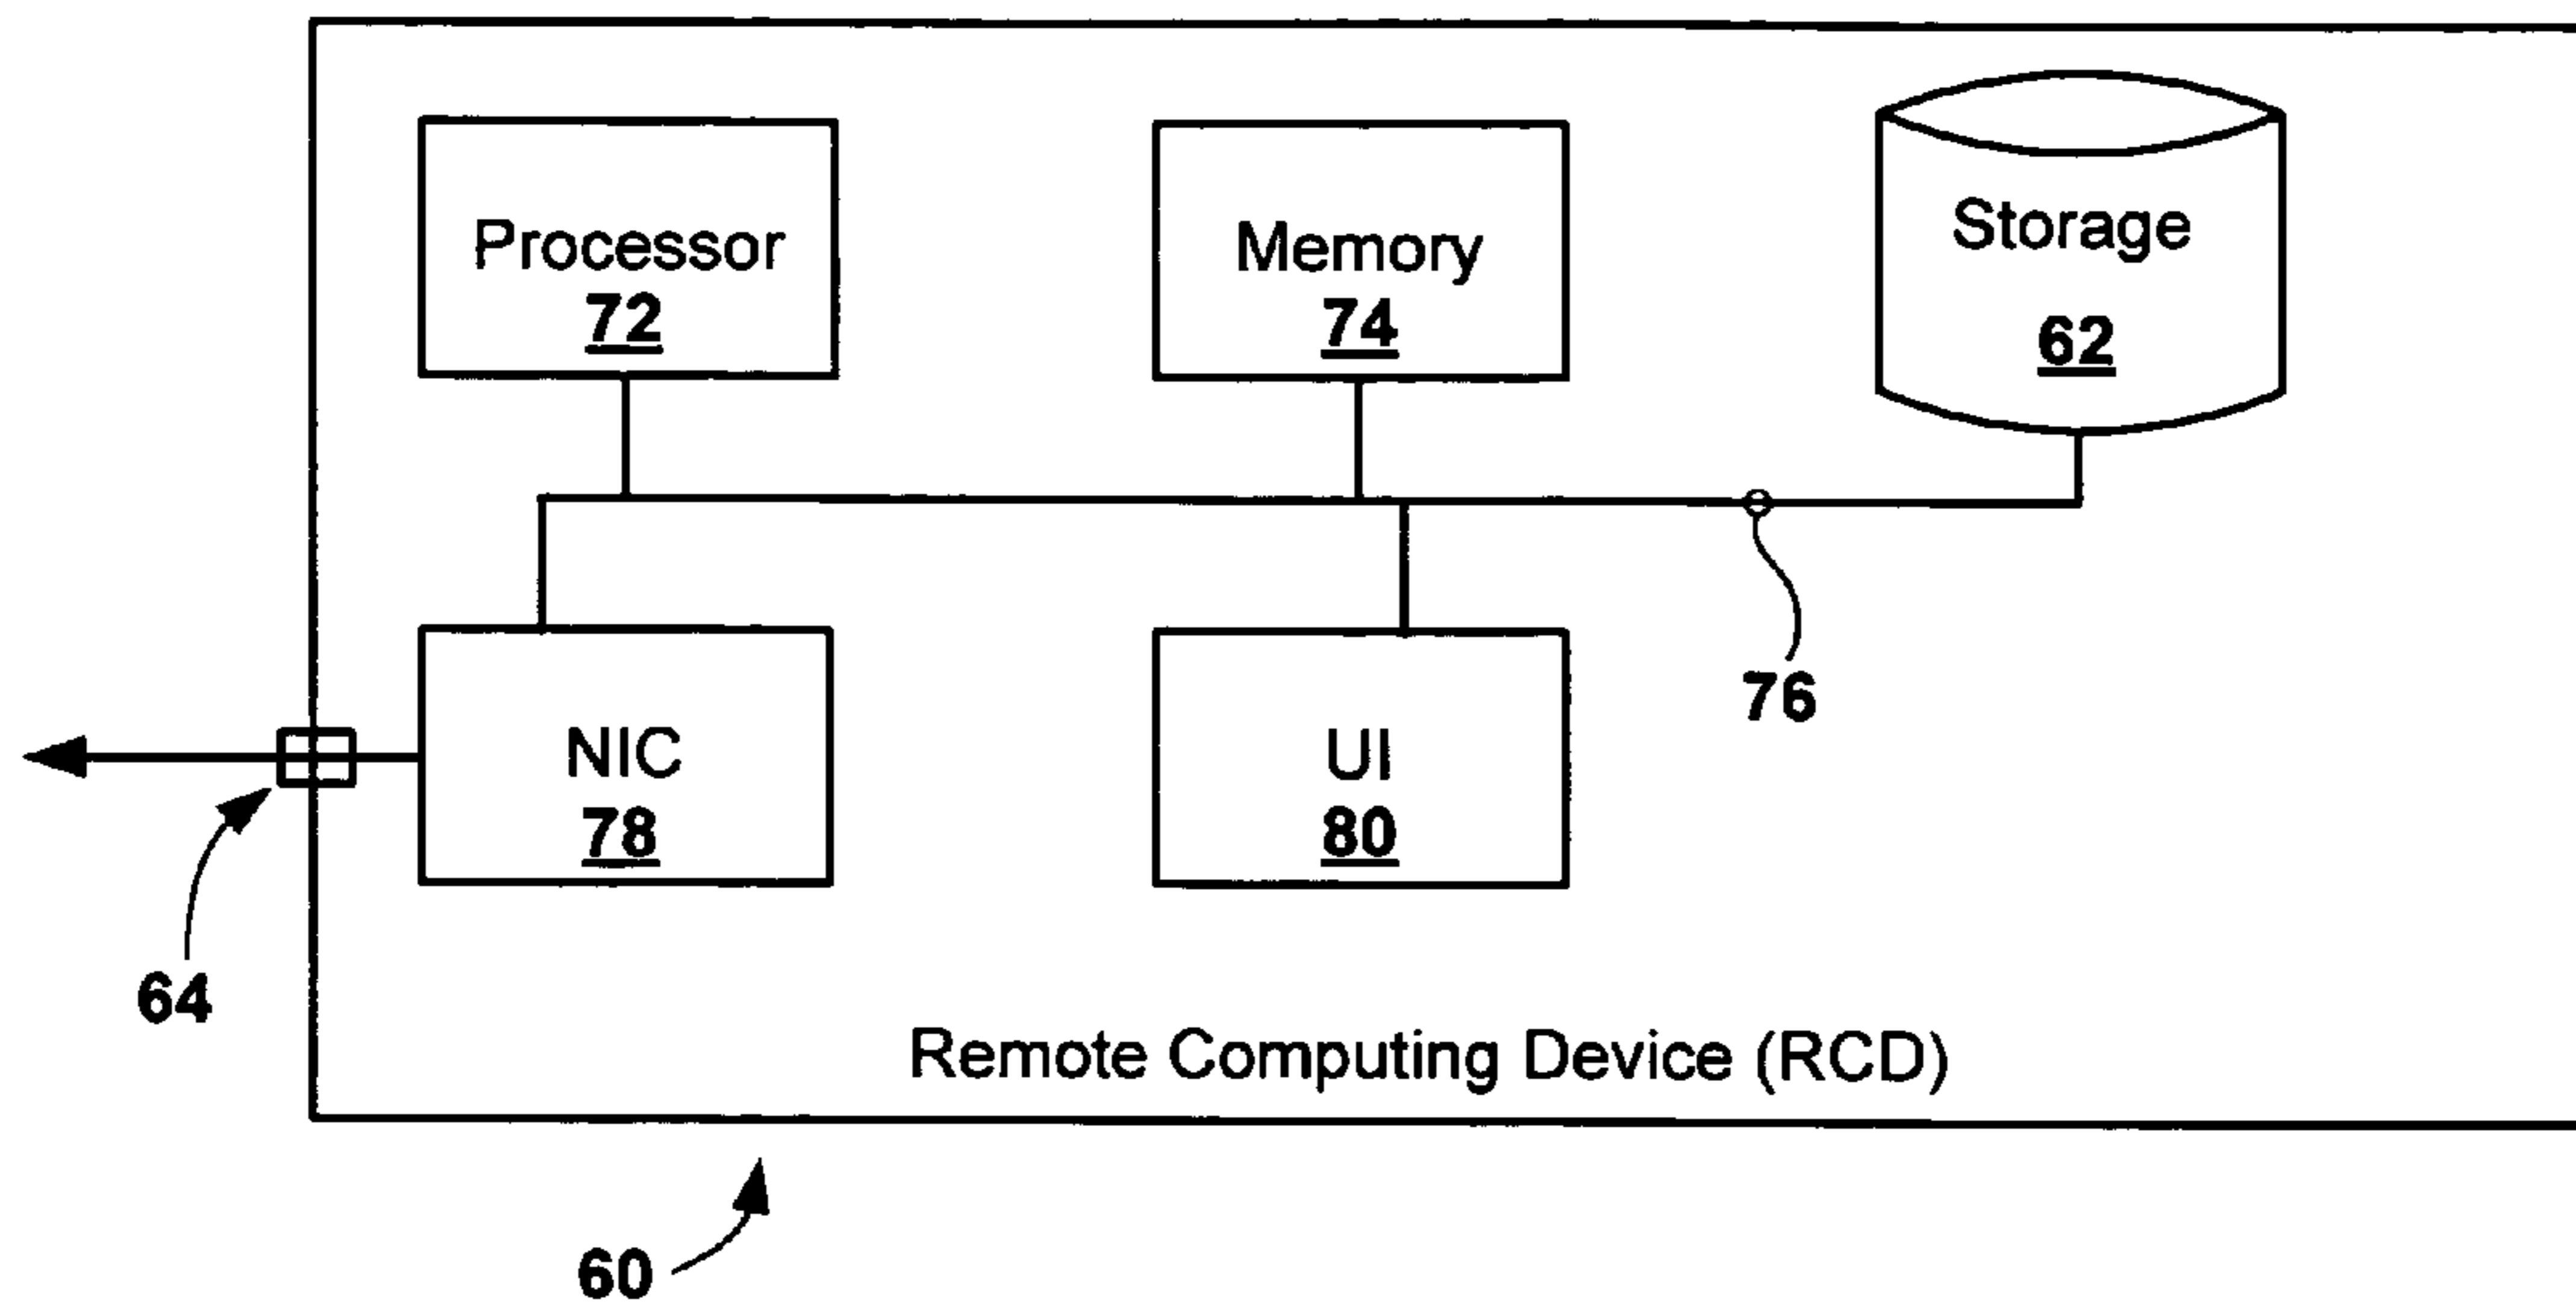 Processor
72
Memory
74
Storage
62
76
NIC
78
UI
80
64
Remote Computing Device (RCD)
60